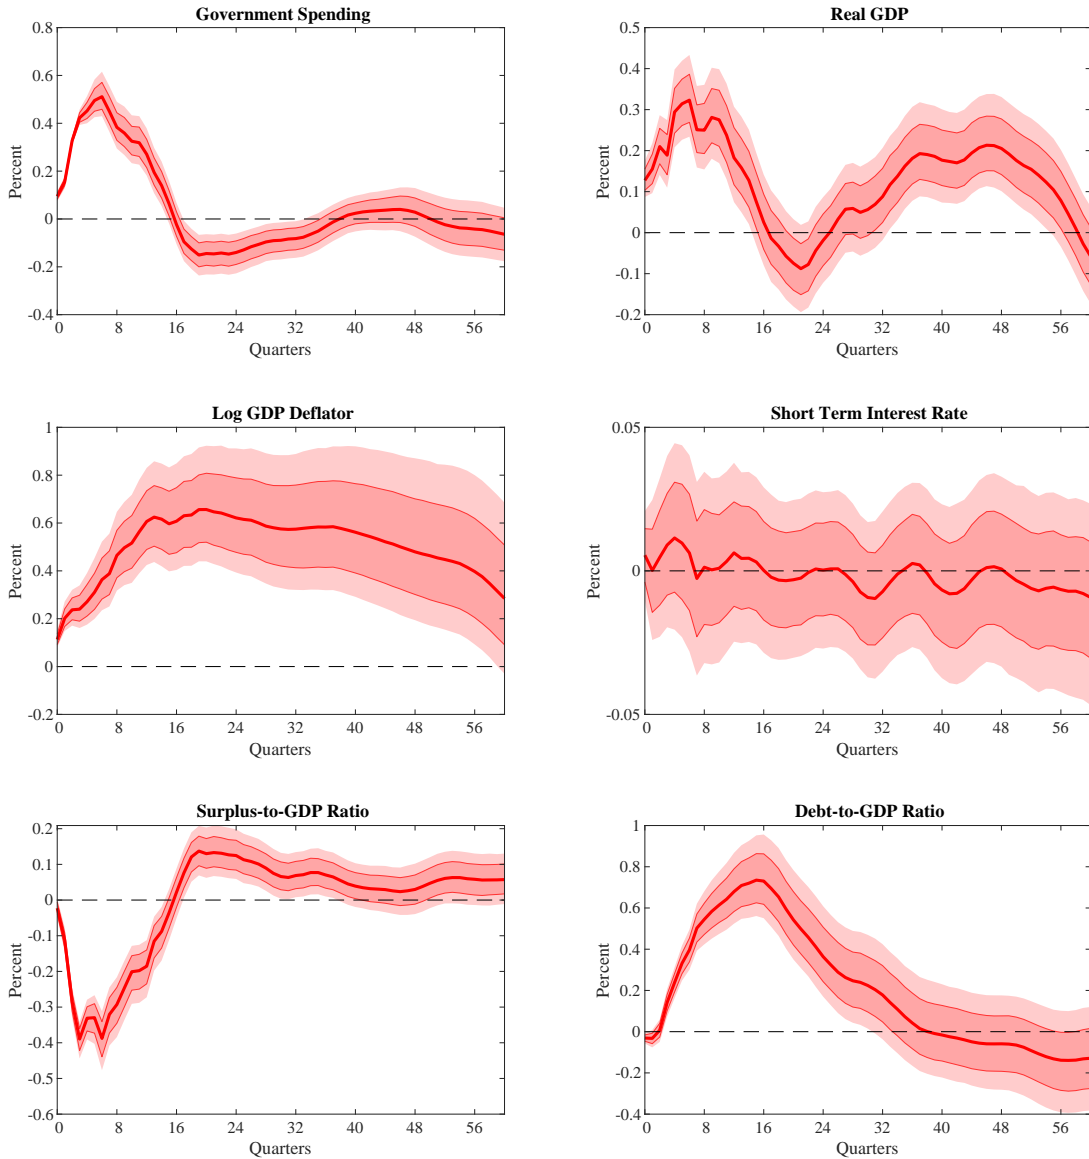 Government Spending
0.8
0.6
0.4
0.2
0
-0.2
0.4
Percent
0 8 16 24 32 40 48 56
Quarters
Real GDP
0.5
0.4
0.3
0.2
0.1
0
-0.1
0.2
Percent
0 8 16 24 32 40 48 56
Quarters
Log GDP Deflator
1
0.8
0.6
0.4
0.2
0
-0.2
Percent
0 8 16 24 32 40 48 56
Quarters
Short Term Interest Rate
0.05
0
-0.05
Percent
0 8 16 24 32 40 48 56
Quarters
Surplus-to-GDP Ratio
0.2
0.1
0
-0.1
-0.2
-0.3
-0.4
0.5
-0.6
Percent
0 8 16 24 32 40 48 56
Quarters
Debt-to-GDP Ratio
1
0.8
0.6
0.4
0.2
0
-0.2
-0.4
Percent
0 8 16 24 32 40 48 56
Quarters